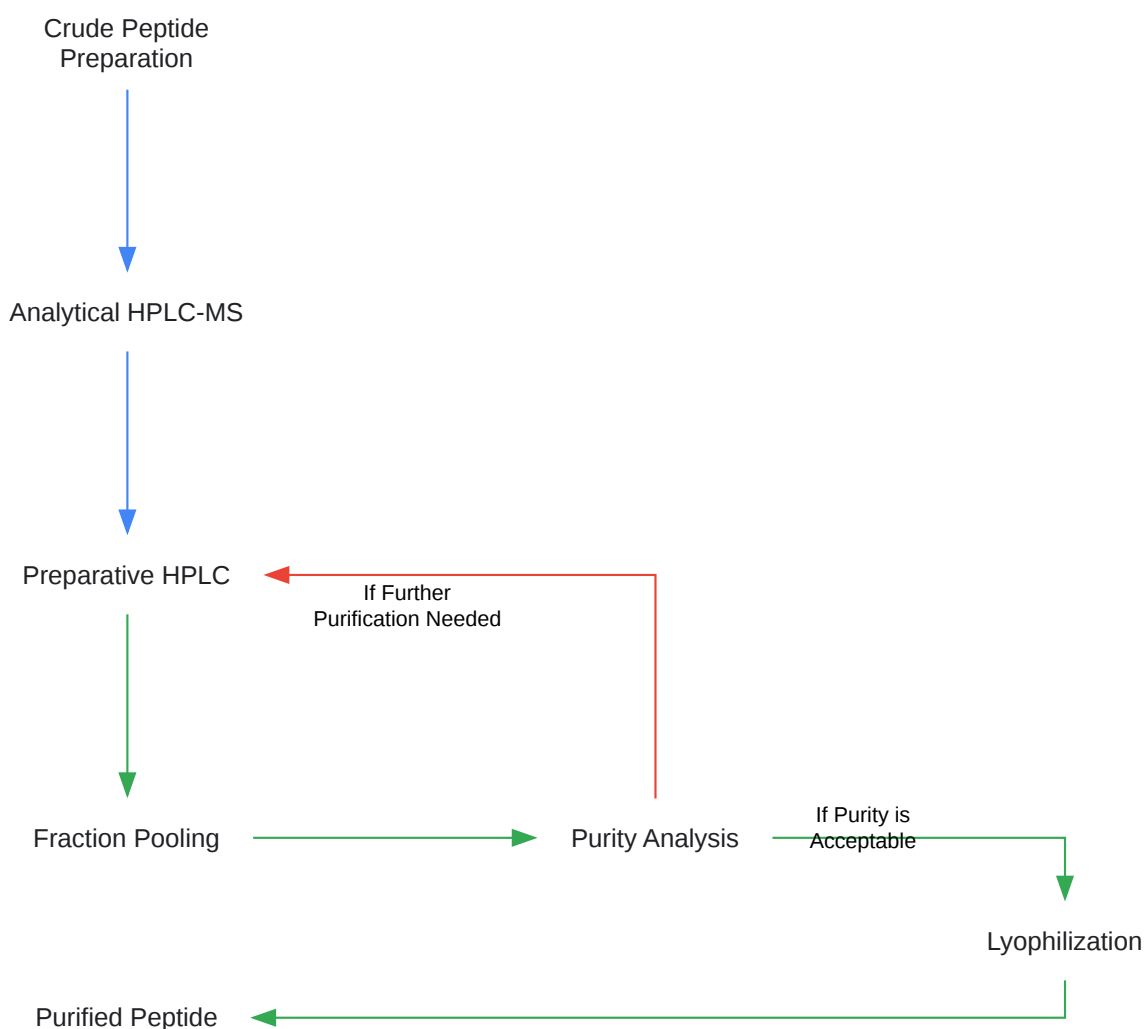 Crude Peptide
Preparation
Analytical HPLC-MS
Preparative HPLC
If Further
Purification Needed
Fraction Pooling
Purity Analysis
If Purity is
Acceptable
Lyophilization
Purified Peptide